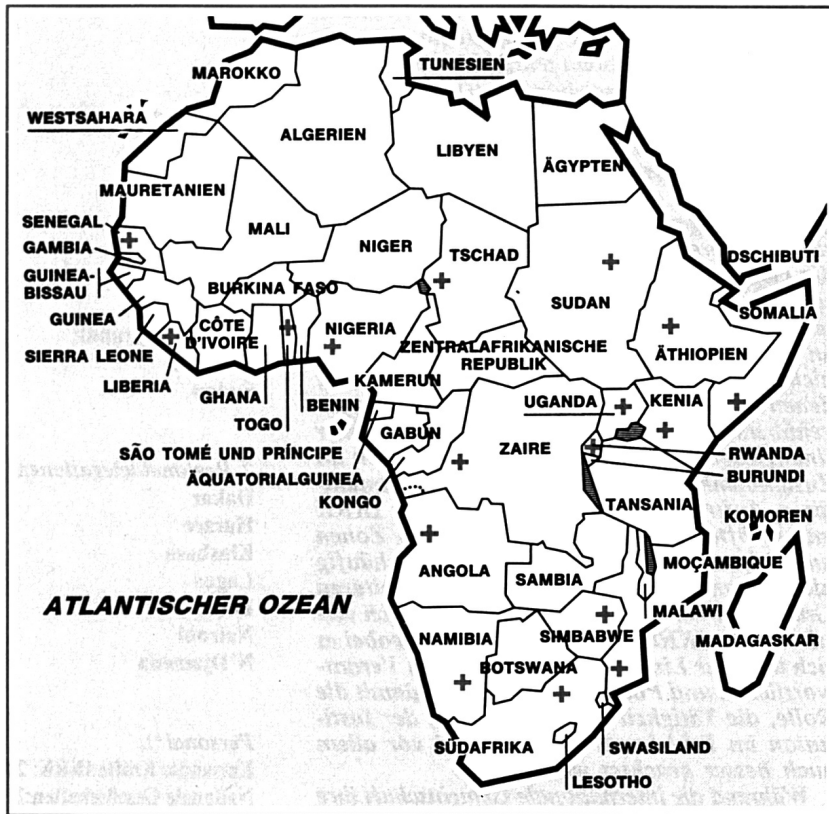 MAROKKO
TUNESIEN
WESTSAHARA
ALGERIEN
LIBYEN
ÄGYPTEN
MAURETANIEN
SENEGAL
MALI
NIGER
TSCHAD
GAMBIA
DSCHIBUTI
GUINEA-
BISSAU
BURKINA FASO
SUDAN
SOMALIA
GUINEA
CÔTE
D'IVOIRE
NIGERIA
SIERRA LEONE
ZENTRALAFRIKANISCHE
REPUBLIK
ÄTHIOPIEN
LIBERIA
GHANA
BENIN
KAMERUN
UGANDA
KENIA
TOGO
GABUN
ZAIRE
SÃO TOMÉ UND PRÍNCIPE
RWANDA
ÄQUATORIALGUINEA
BURUNDI
KONGO
TANSANIA
KOMOREN
ANGOLA
SAMBIA
MOÇAMBIQUE
ATLANTISCHER OZEAN
MALAWI
NAMIBIA
SIMBABWE
MADAGASKAR
BOTSWANA
SÜDAFRIKA
SWASILAND
LESOTHO